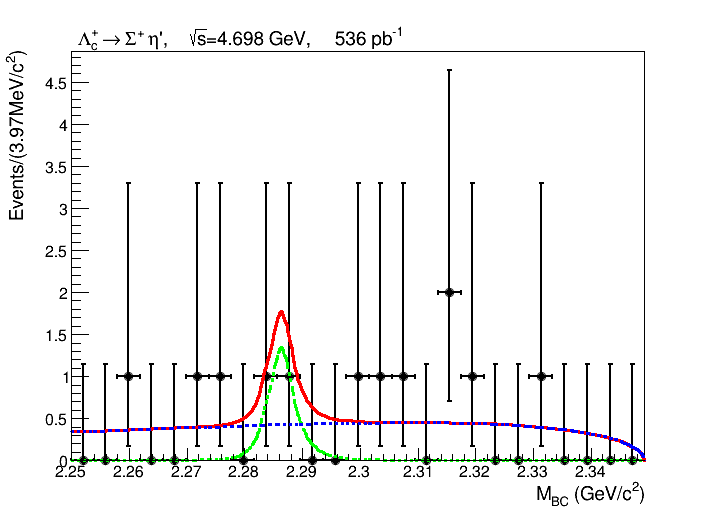 Λc+ → Σ+ η', √s=4.698 GeV, 536 pb-1
Events/(3.97MeV/c2)
4.5
4
3.5
3
2.5
2
1.5
1
0.5
0
2.25 2.26 2.27 2.28 2.29 2.3 2.31 2.32 2.33 2.34
MBC (GeV/c2)